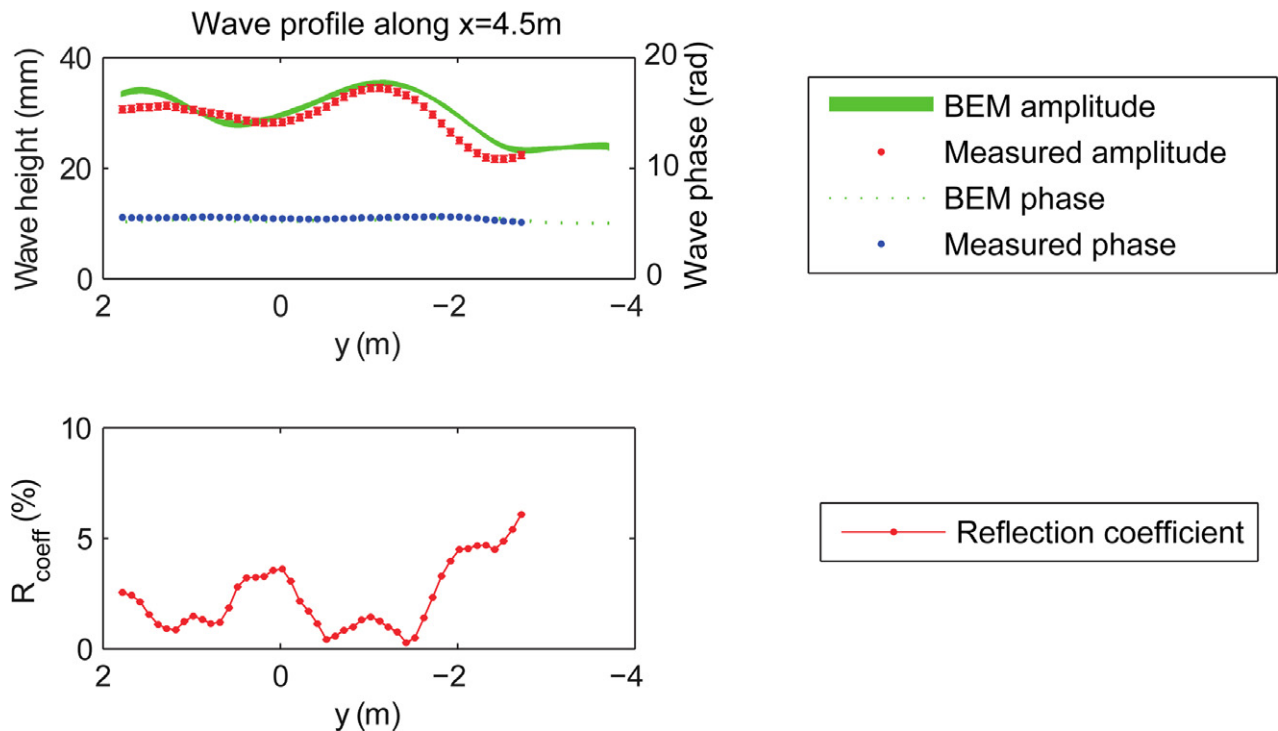 Wave profile along x=4.5m
Wave height (mm)
40
20
0
Wave phase (rad)
20
10
0
2 0 −2 −4
y (m)
BEM amplitude
Measured amplitude
BEM phase
Measured phase
R_coeff (%)
10
5
0
2 0 −2 −4
y (m)
Reflection coefficient